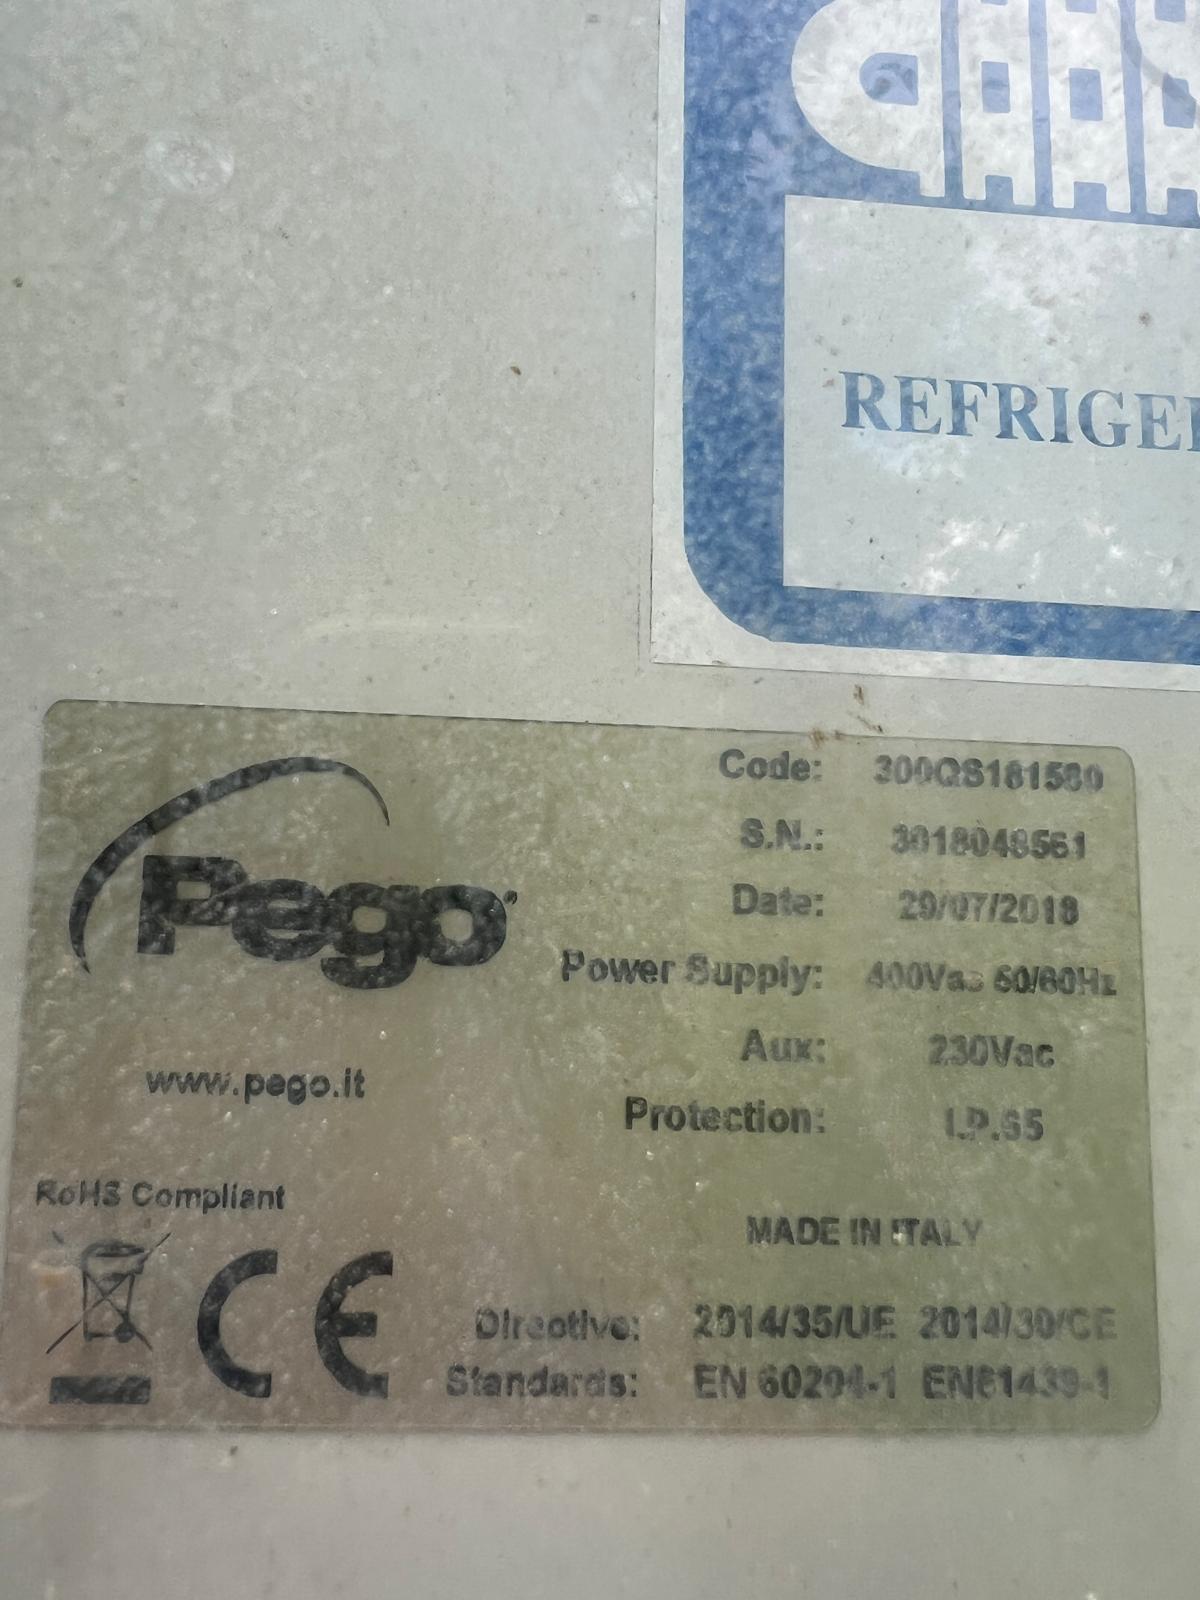 REFRIGE
Pego
www.pego.it
RoHS Compliant
CE
Code: 300QS181580
S.N.: 3018048561
Date: 29/07/2018
Power Supply: 400Vac 50/60Hz
Aux: 230Vac
Protection: I.P.65
MADE IN ITALY
Directive: 2014/35/UE 2014/30/CE
Standards: EN 60204-1 EN61439-1